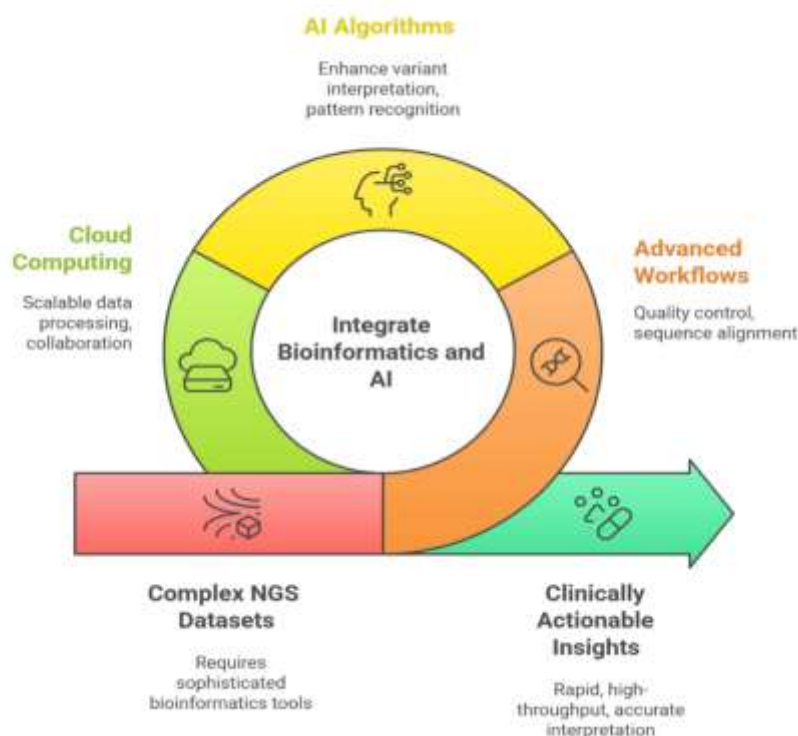 AI Algorithms
Enhance variant
interpretation,
pattern recognition
Cloud
Computing
Scalable data
processing,
collaboration
Advanced
Workflows
Quality control,
sequence alignment
Integrate
Bioinformatics and
AI
Complex NGS
Datasets
Requires
sophisticated
bioinformatics tools
Clinically
Actionable
Insights
Rapid, high-
throughput, accurate
interpretation